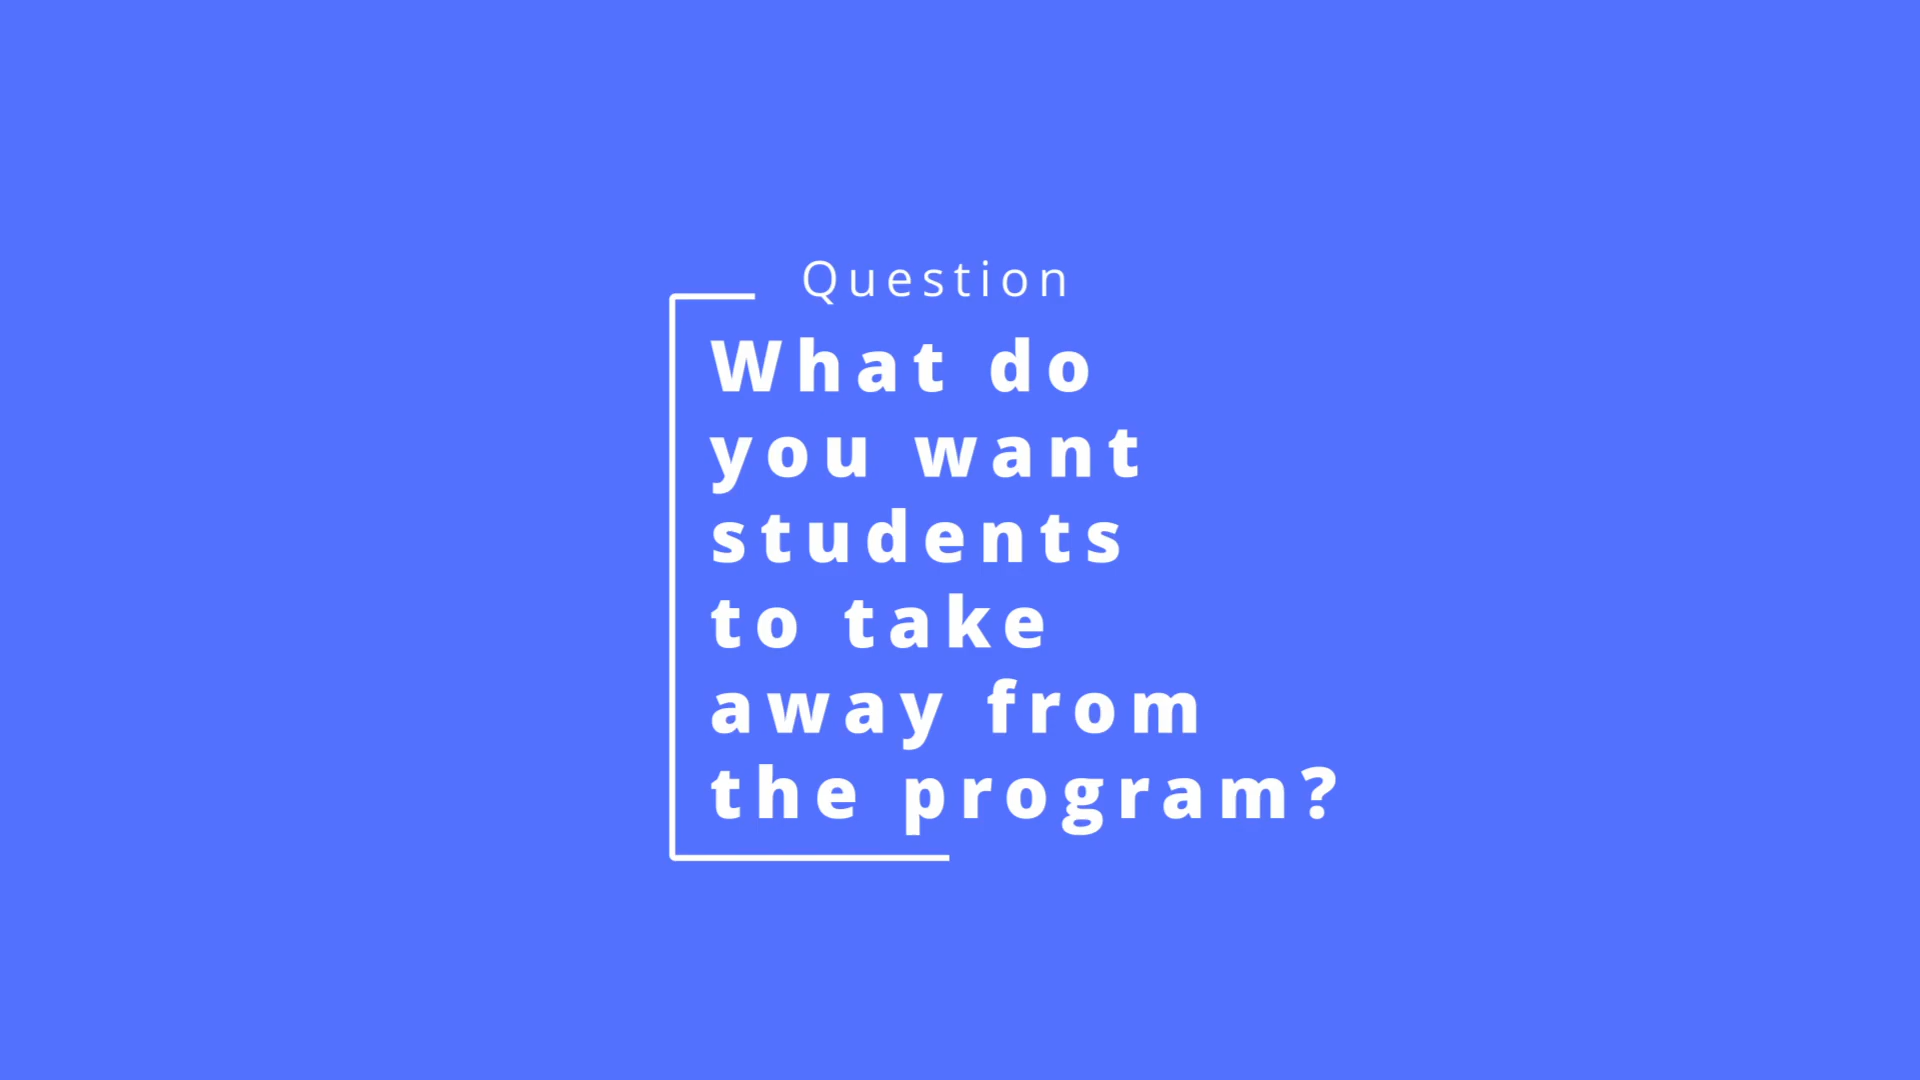 Question
What do
you want
students
to take
away from
the program?